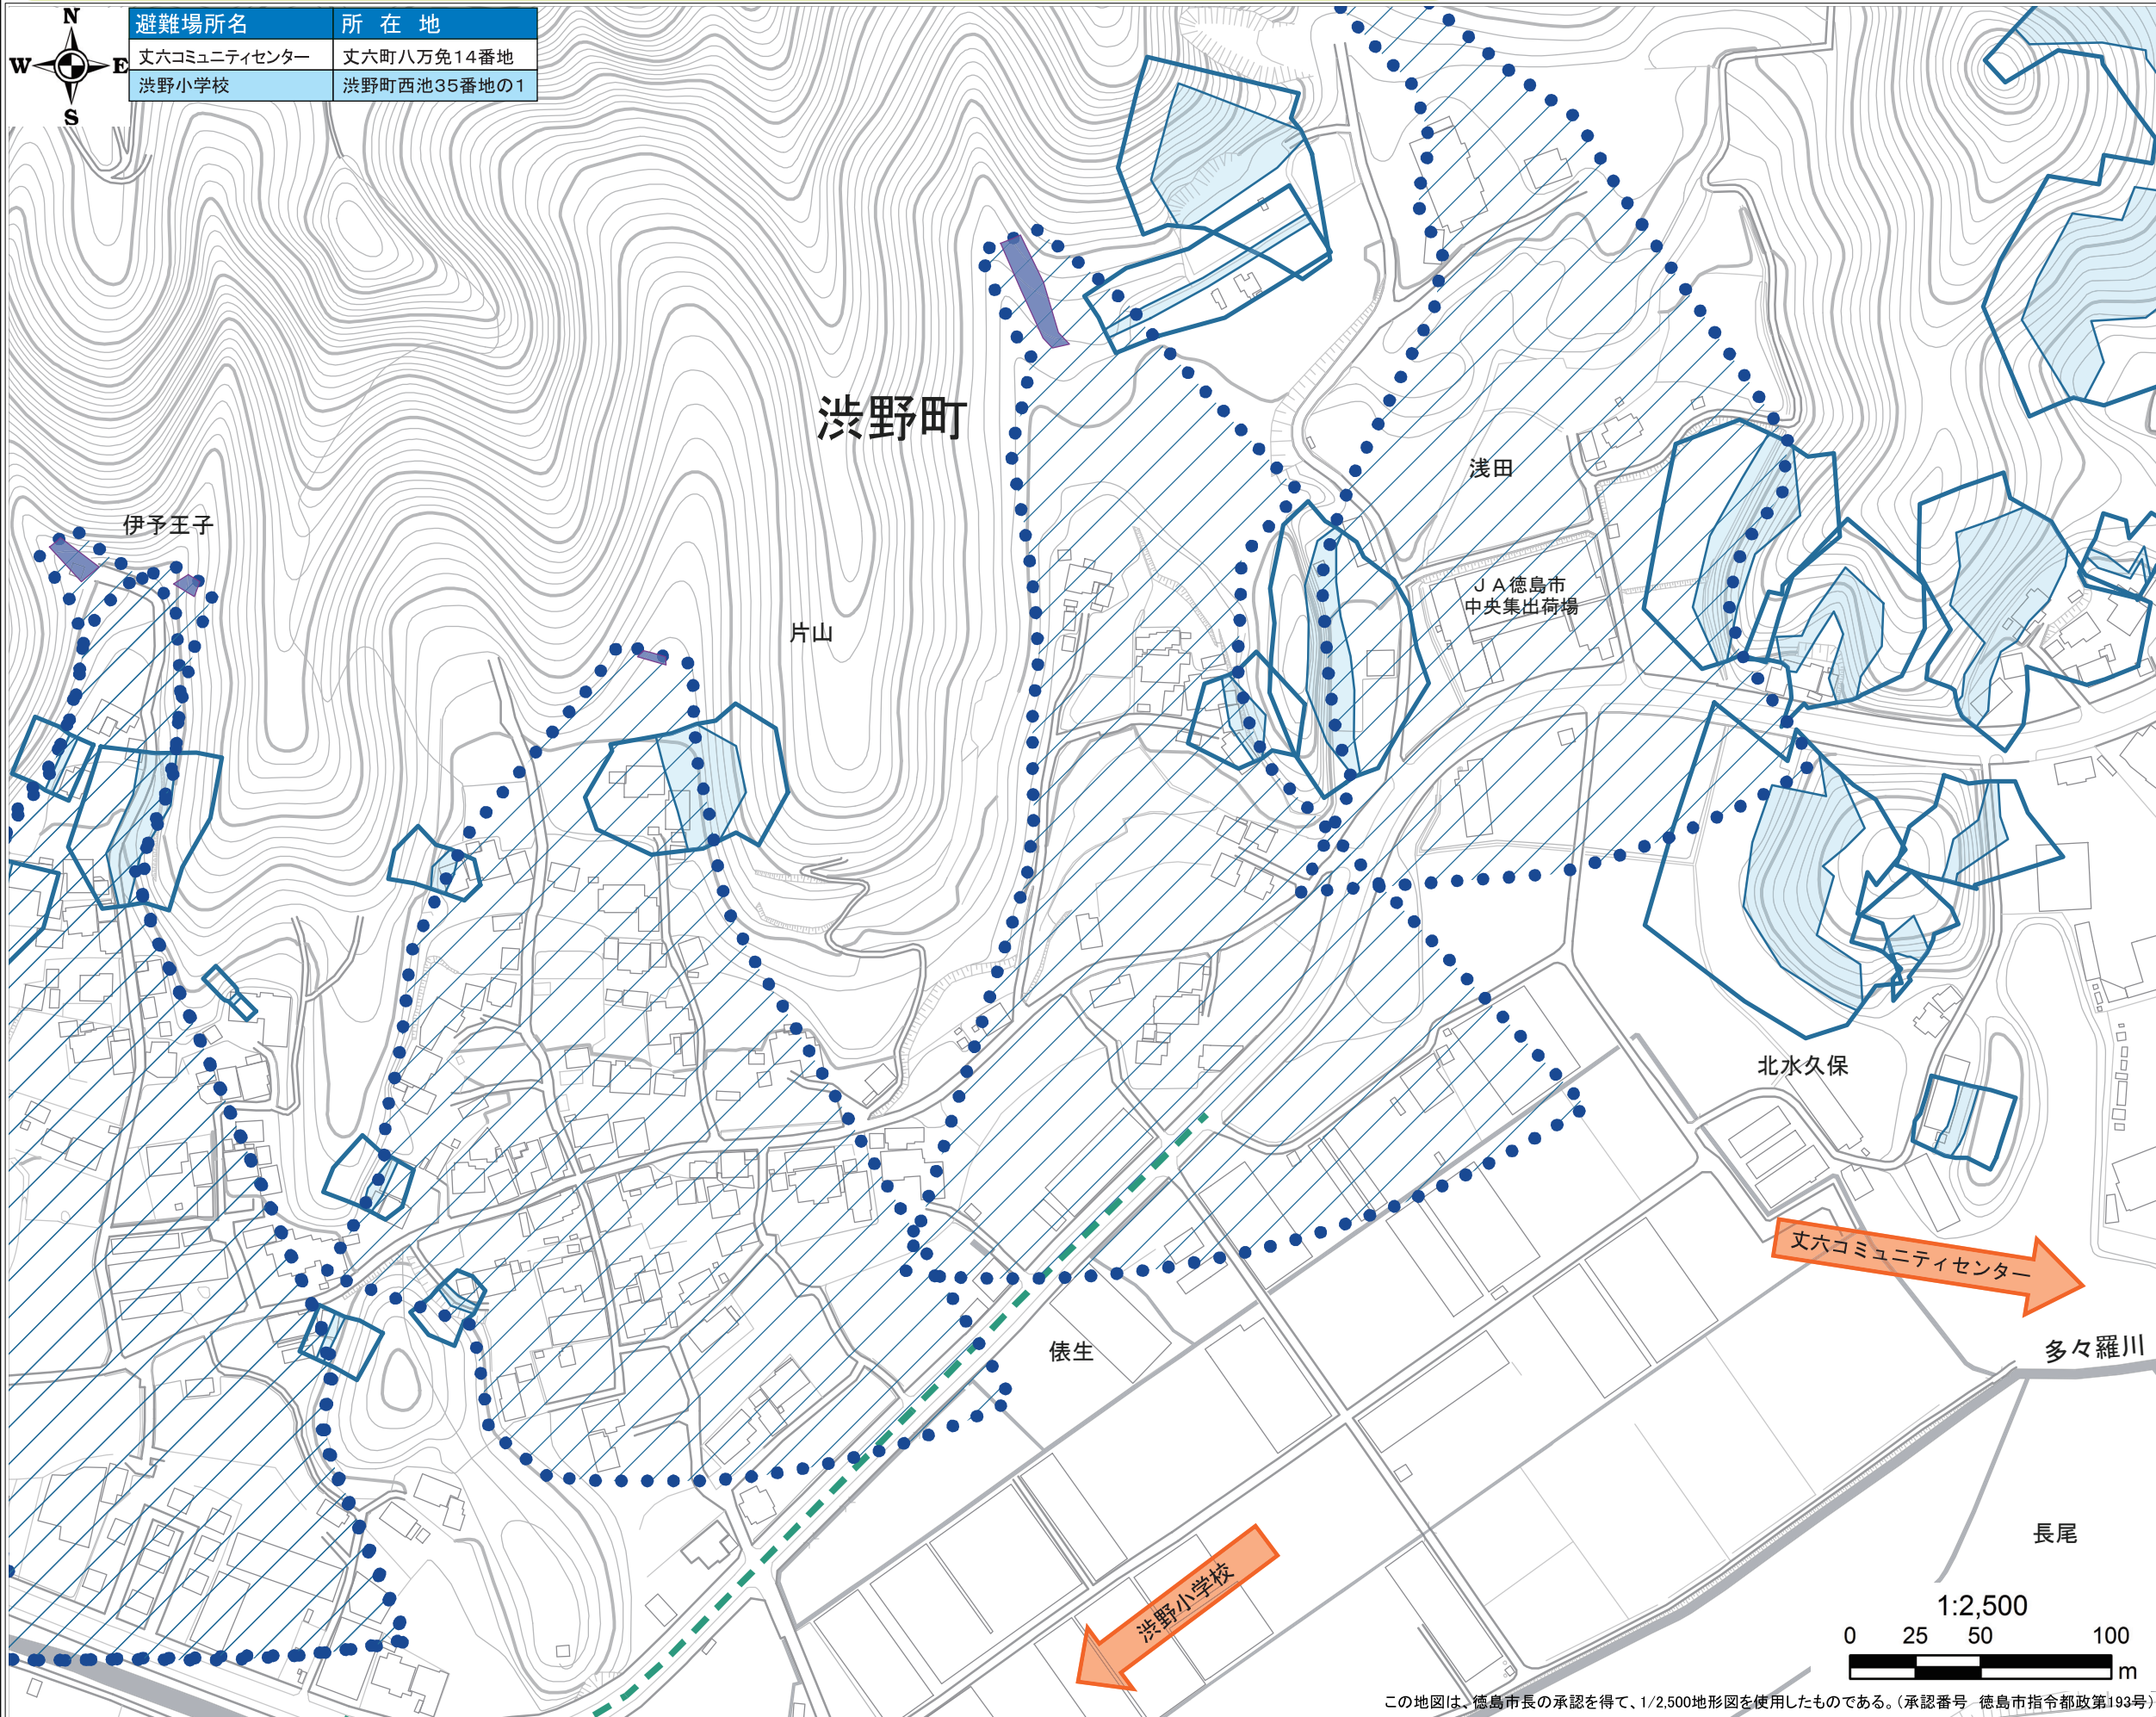 N
W E
S
避難場所名 所 在 地
丈六コミュニティセンター 丈六町八万免14番地
渋野小学校 渋野町西池35番地の1
渋野町
浅田
伊予王子
JA徳島市
中央集出荷場
片山
北水久保
丈六コミュニティセンター
多々羅川
俵生
長尾
渋野小学校
1:2,500
0 25 50 100
m
この地図は、徳島市長の承認を得て、1/2,500地形図を使用したものである。(承認番号 徳島市指令都政第193号)